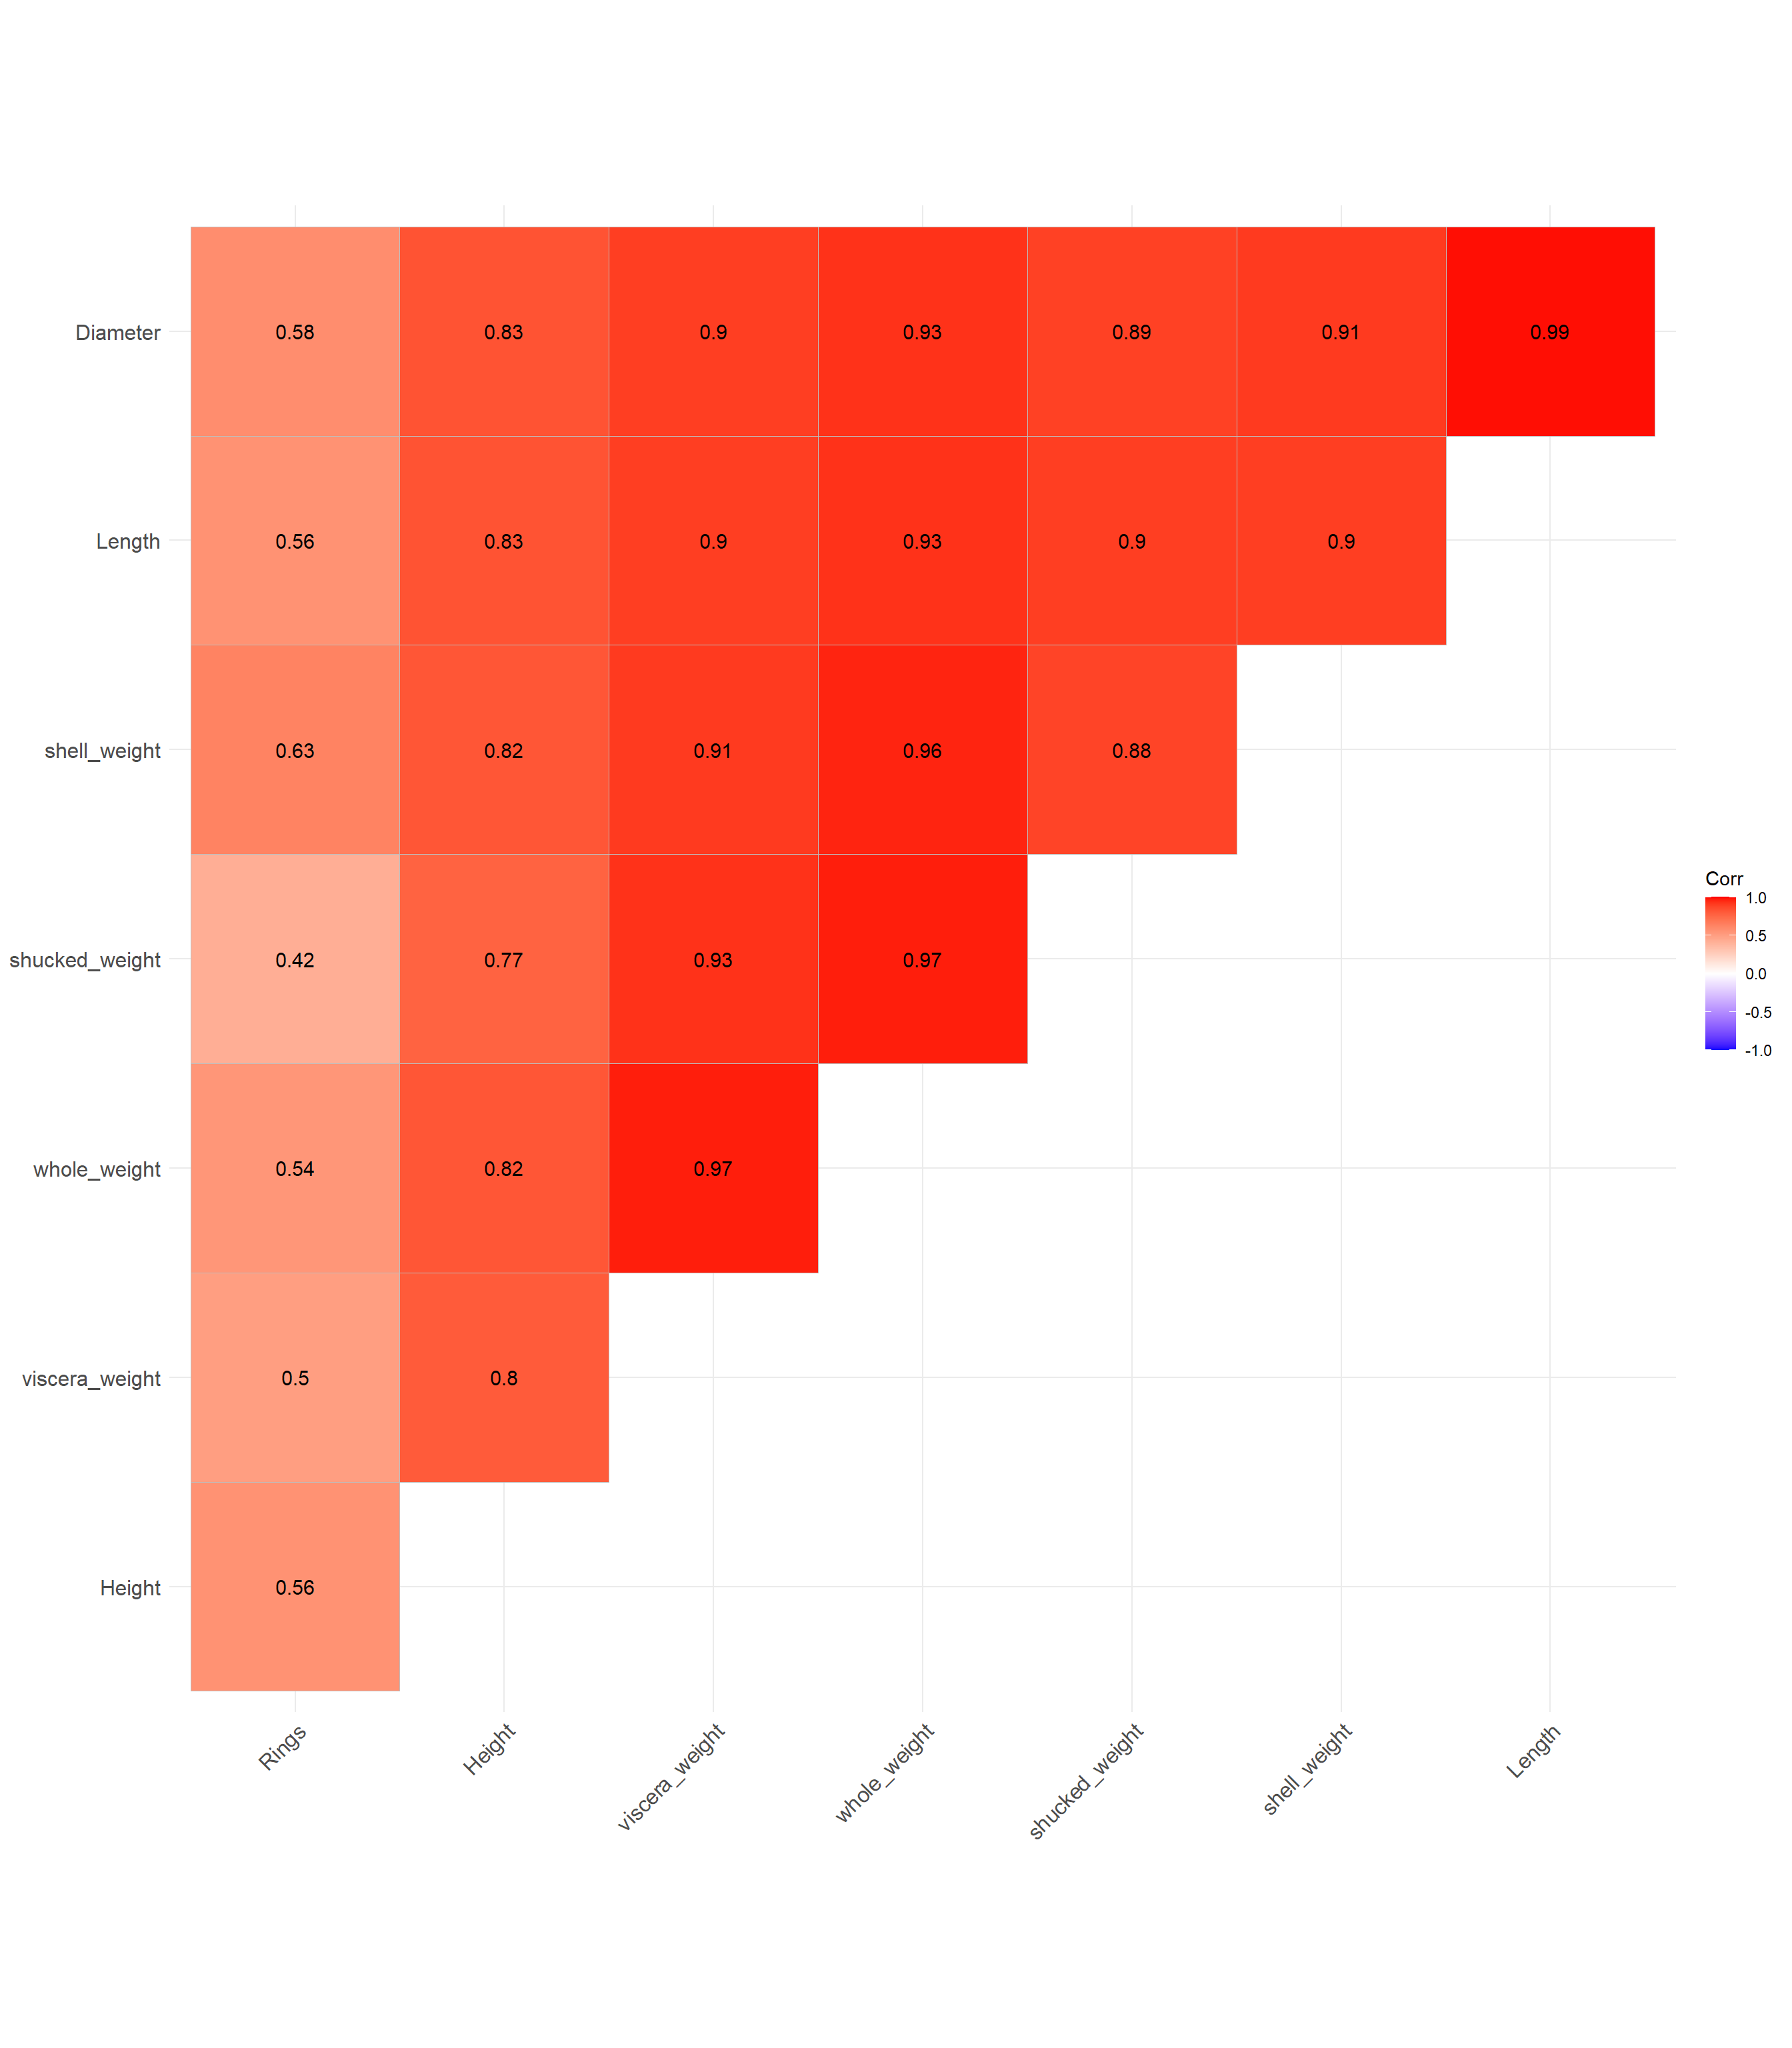 Diameter 0.58 0.83 0.9 0.93 0.89 0.91 0.99
Length 0.56 0.83 0.9 0.93 0.9 0.9
shell_weight 0.63 0.82 0.91 0.96 0.88
shucked_weight 0.42 0.77 0.93 0.97
whole_weight 0.54 0.82 0.97
viscera_weight 0.5 0.8
Height 0.56
Rings Height viscera_weight whole_weight shucked_weight shell_weight Length
Corr
1.0
0.5
0.0
-0.5
-1.0